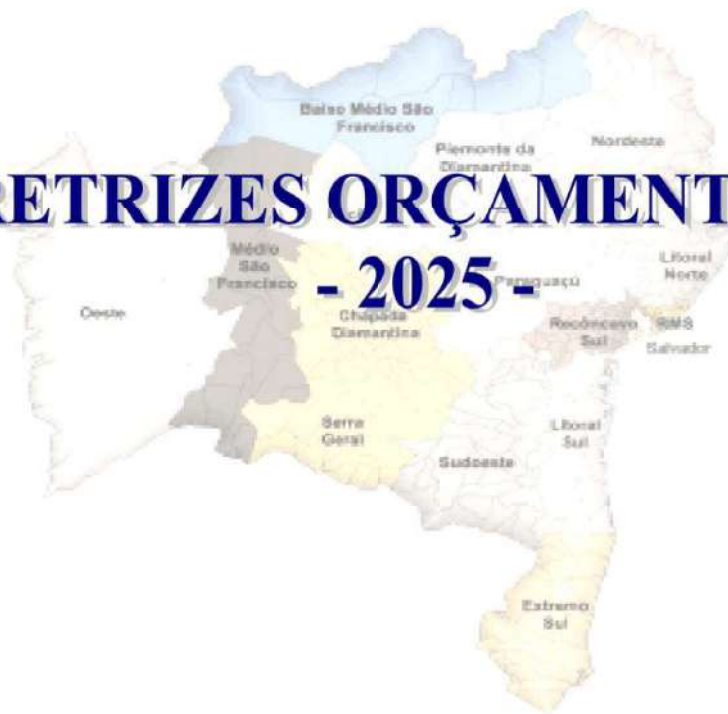 Baixo Médio São
Francisco
Piemonte da
Diamantina
Nordeste
RETRIZES ORÇAMENT
Médio
São
Francisco
Litoral
Norte
- 2025 -
Paraguaçú
Oeste
Chapada
Diamantina
Recôncavo
Sul
RMS
Salvador
Serra
Geral
Litoral
Sul
Sudoeste
Extremo
Sul